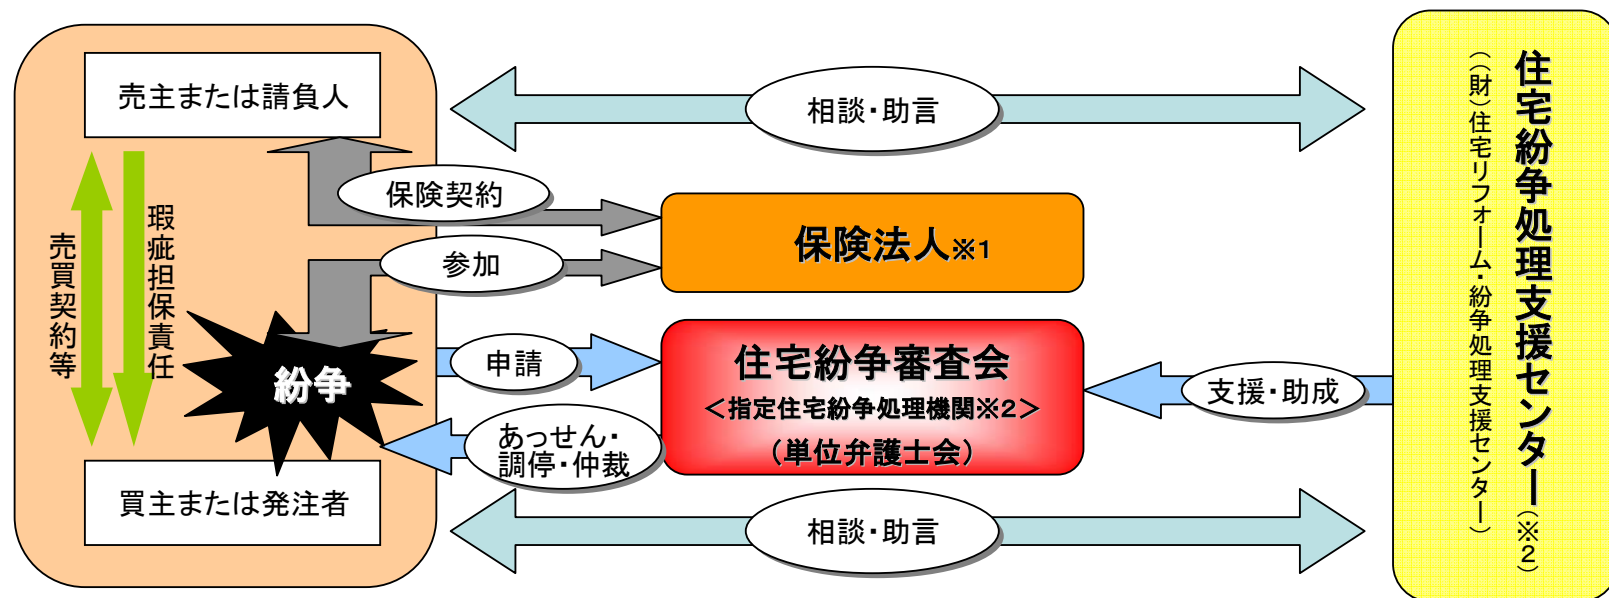 売主または請負人
相談・助言
保険契約
保険法人※1
参加
瑕疵担保責任
売買契約等
紛争
申請
住宅紛争審査会
＜指定住宅紛争処理機関※2＞
（単位弁護士会）
あっせん・
調停・仲裁
支援・助成
買主または発注者
相談・助言
住宅紛争処理支援センター（※2）
（（財）住宅リフォーム・紛争処理支援センター）